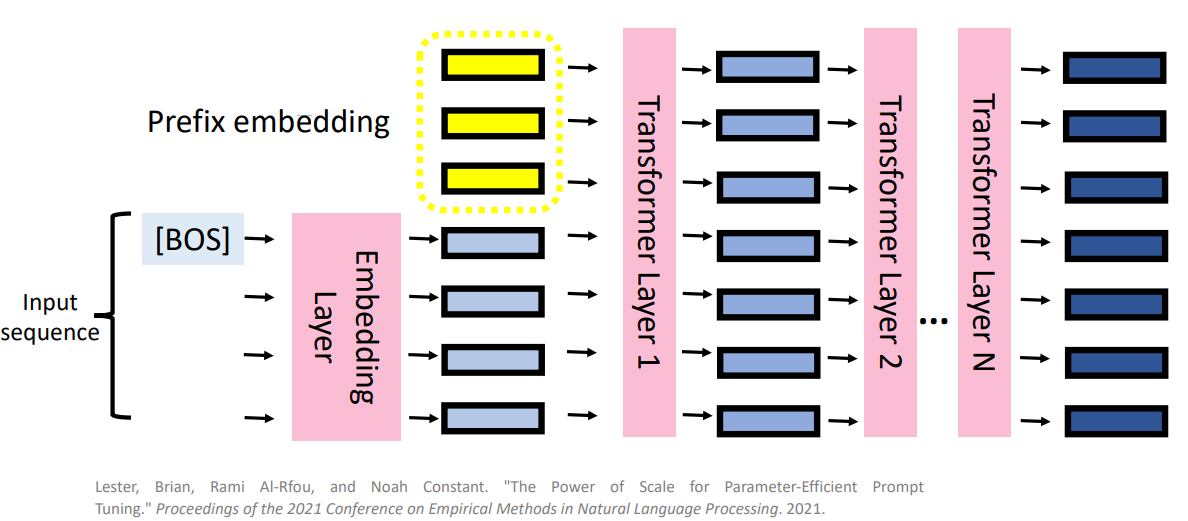 Prefix embedding
[BOS]
Input
sequence
Embedding
Layer
Transformer Layer 1
Transformer Layer 2
...
Transformer Layer N
Lester, Brian, Rami Al-Rfou, and Noah Constant. "The Power of Scale for Parameter-Efficient Prompt
Tuning." Proceedings of the 2021 Conference on Empirical Methods in Natural Language Processing. 2021.